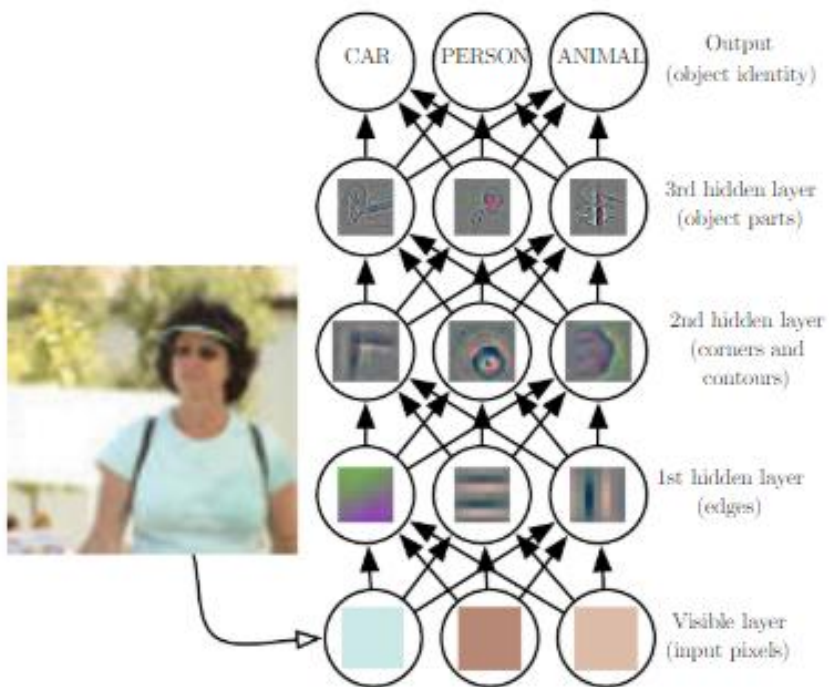 CAR PERSON ANIMAL
Output
(object identity)
3rd hidden layer
(object parts)
2nd hidden layer
(corners and
contours)
1st hidden layer
(edges)
Visible layer
(input pixels)